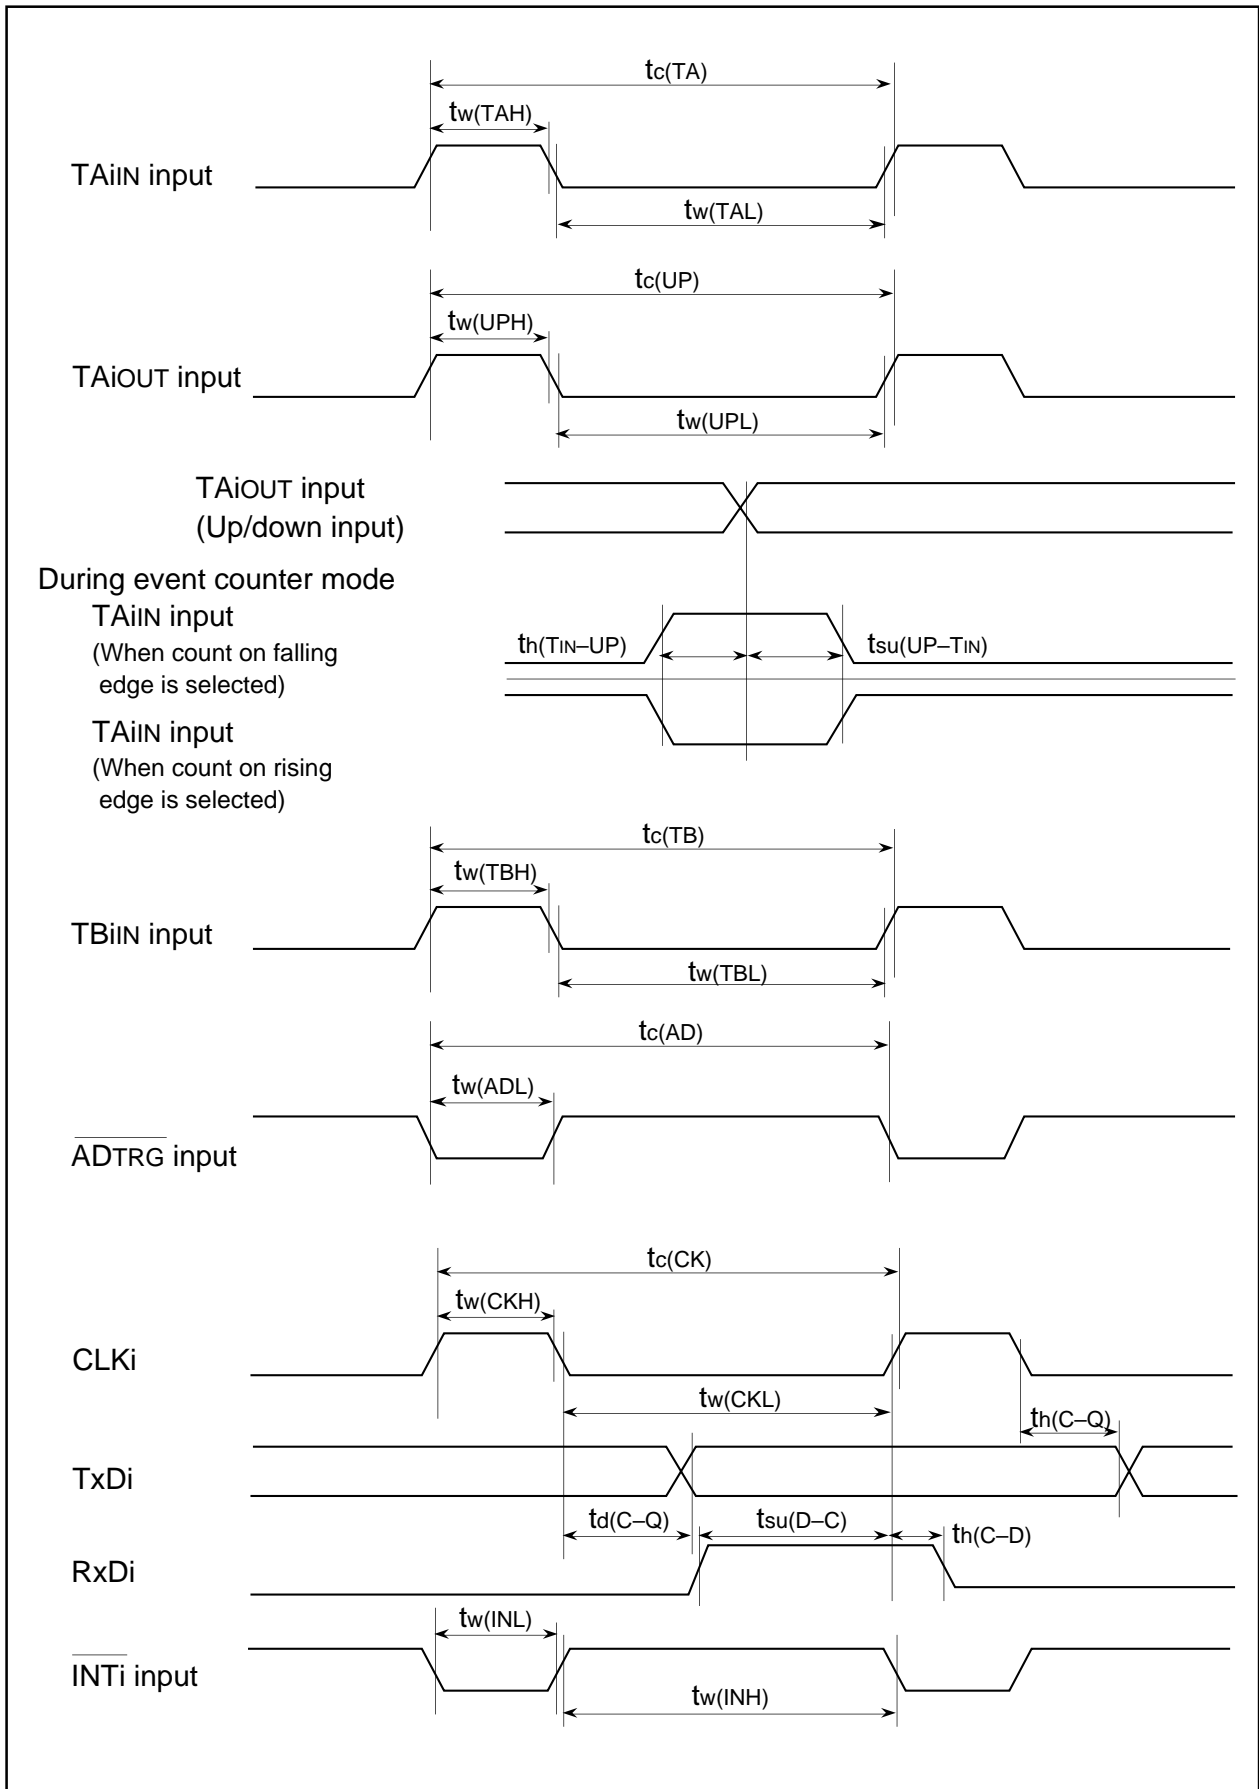 tc(TA)
tw(TAH)
TAiIN input
tw(TAL)
tc(UP)
tw(UPH)
TAiOUT input
tw(UPL)
TAiOUT input
(Up/down input)
During event counter mode
TAiIN input
(When count on falling
edge is selected)
th(TIN–UP)
tsu(UP–TIN)
TAiIN input
(When count on rising
edge is selected)
tc(TB)
tw(TBH)
TBiIN input
tw(TBL)
tc(AD)
tw(ADL)
ADTRG input
tc(CK)
tw(CKH)
CLKi
tw(CKL)
th(C–Q)
TxDi
td(C–Q)
tsu(D–C)
th(C–D)
RxDi
tw(INL)
INTi input
tw(INH)